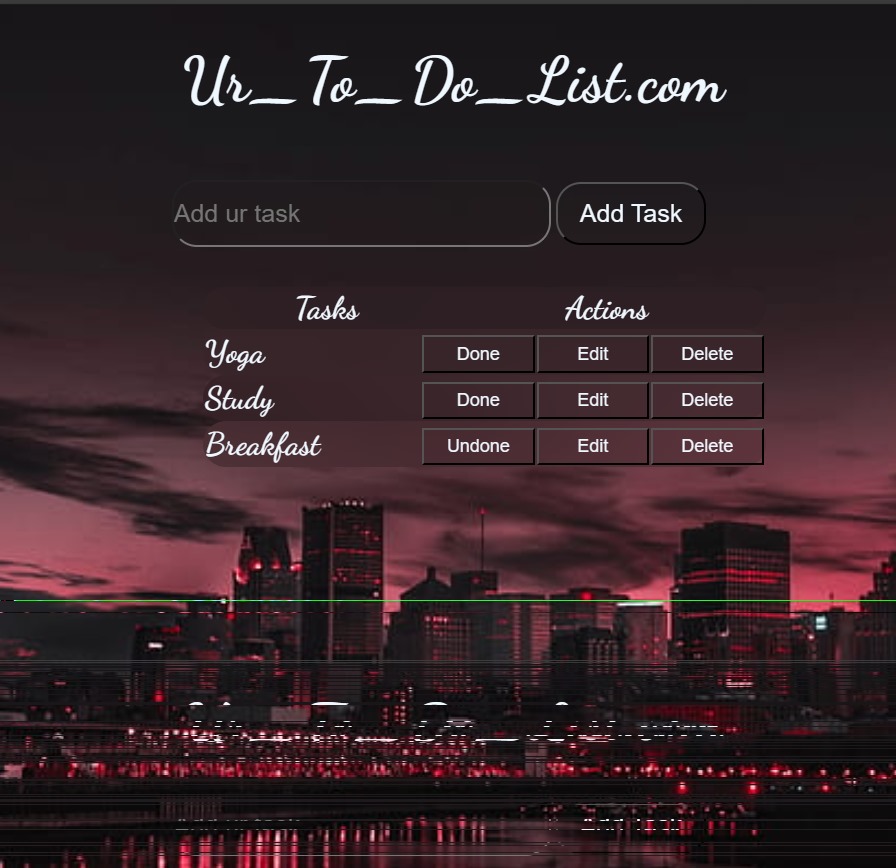 Ur_To_Do_List.com
Add ur task Add Task
Tasks Actions
Yoga Done Edit Delete
Study Done Edit Delete
Breakfast Undone Edit Delete